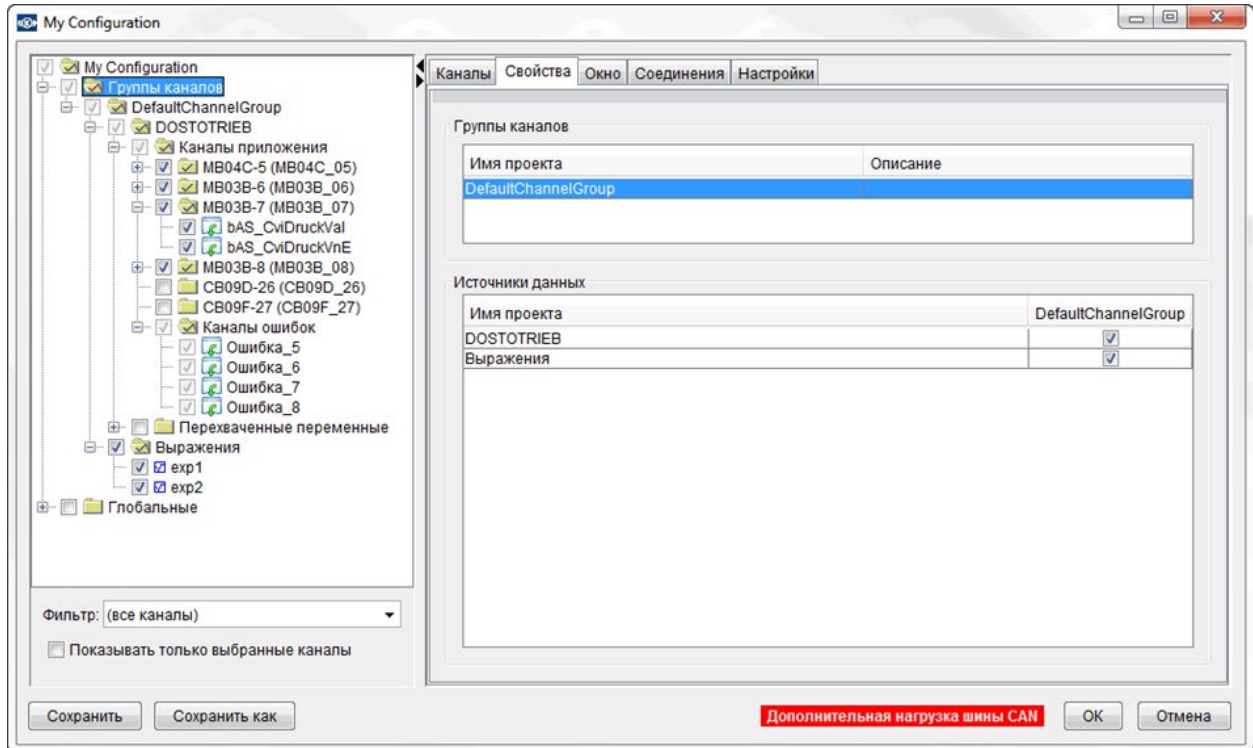 My Configuration
My Configuration
Группы каналов
DefaultChannelGroup
DOSTOTRIEB
Каналы приложения
MB04C-5 (MB04C_05)
MB03B-6 (MB03B_06)
MB03B-7 (MB03B_07)
bAS_CviDruckVal
bAS_CviDruckVnE
MB03B-8 (MB03B_08)
CB09D-26 (CB09D_26)
CB09F-27 (CB09F_27)
Каналы ошибок
Ошибка_5
Ошибка_6
Ошибка_7
Ошибка_8
Перехваченные переменные
Выражения
exp1
exp2
Глобальные
Фильтр: (все каналы)
Показывать только выбранные каналы
Каналы Свойства Окно Соединения Настройки
Группы каналов
Имя проекта Описание
DefaultChannelGroup
Источники данных
Имя проекта DefaultChannelGroup
DOSTOTRIEB
Выражения
Сохранить Сохранить как Дополнительная нагрузка шины CAN OK Отмена